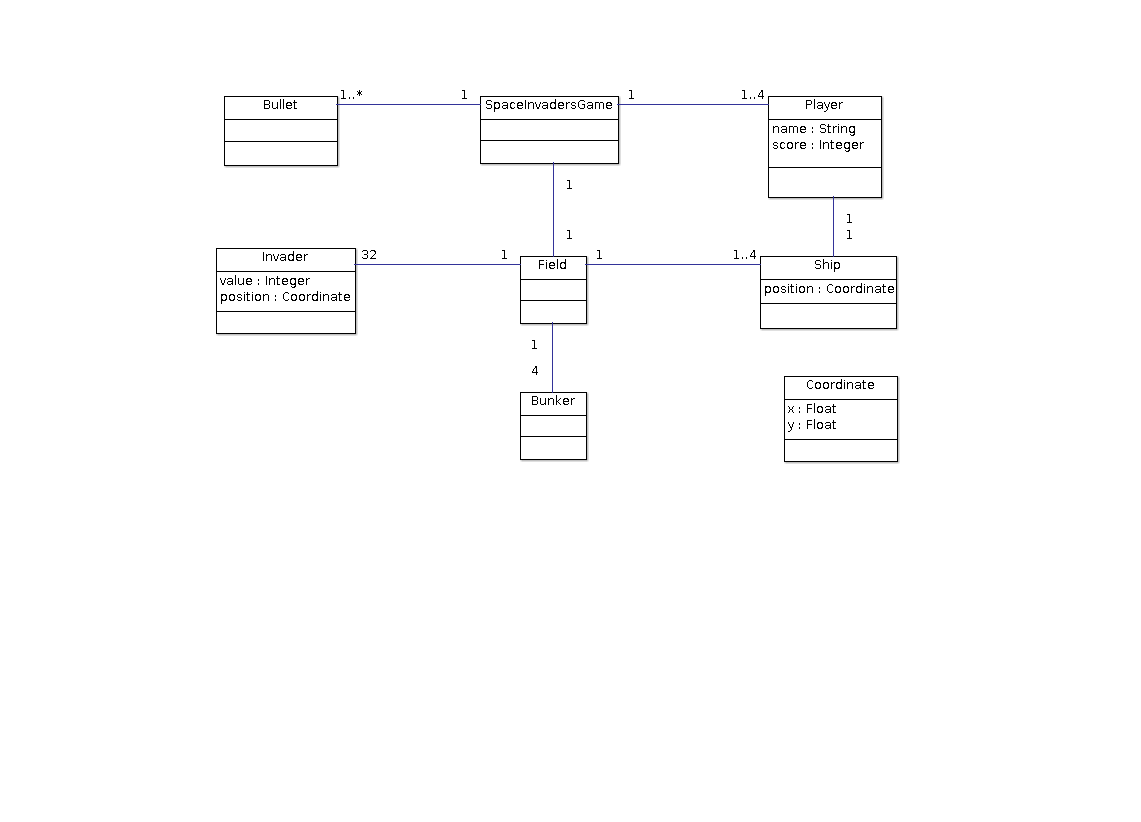 1..* 1 1 1..4
Bullet SpaceInvadersGame Player
name : String
score : Integer
1
1
1
1
32 1 1 1..4
Invader Field Ship
value : Integer
position : Coordinate
position : Coordinate
1
4
Bunker
Coordinate
x : Float
y : Float